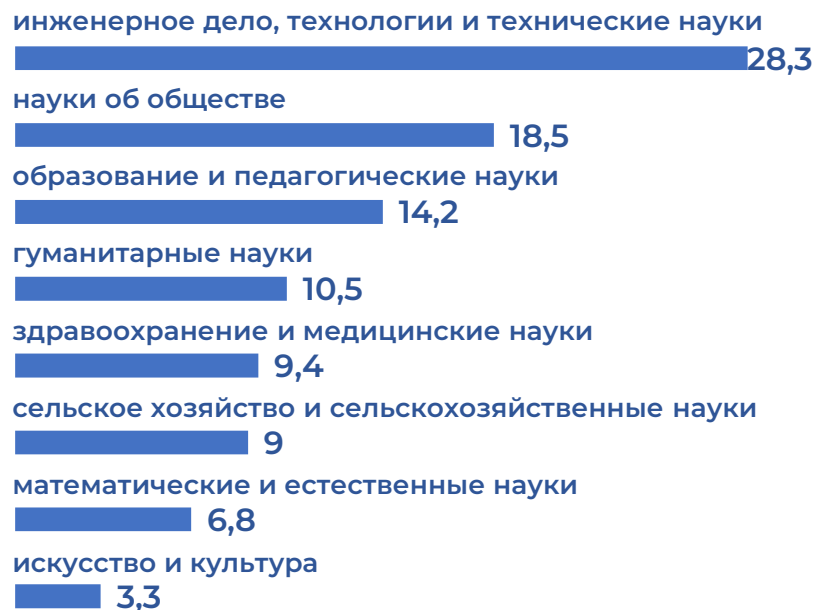 инженерное дело, технологии и технические науки
28,3
науки об обществе
18,5
образование и педагогические науки
14,2
гуманитарные науки
10,5
здравоохранение и медицинские науки
9,4
сельское хозяйство и сельскохозяйственные науки
9
математические и естественные науки
6,8
искусство и культура
3,3